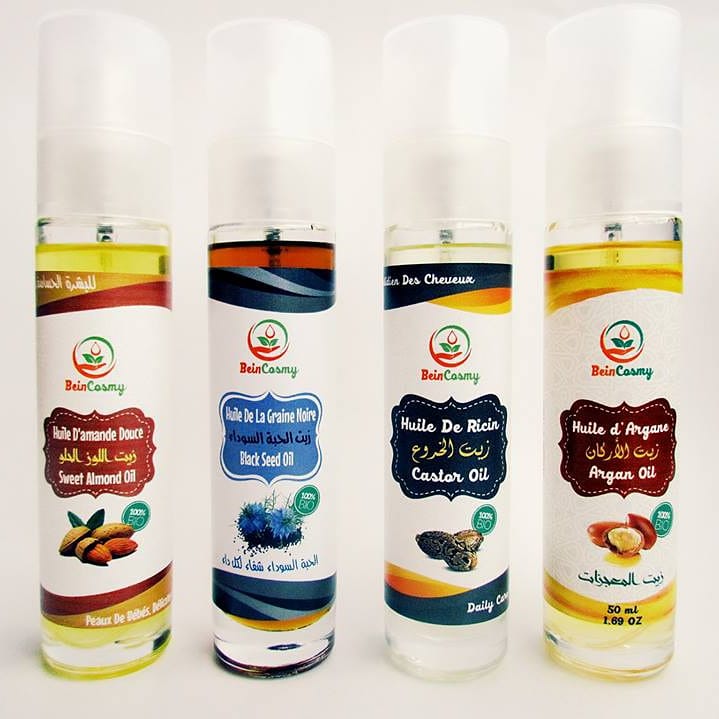 للبشرة الحساسة
BeinCosmy
Huile D'amande Douce
زيت اللوز الحلو
Sweet Almond Oil
100%
BIO
Peaux De Bébés, Délicate
BeinCosmy
Huile De La Graine Noire
زيت الحبة السوداء
Black Seed Oil
100%
BIO
الحبة السوداء شفاء لكل داء
Des Cheveux
BeinCosmy
Huile De Ricin
زيت الخروع
Castor Oil
100%
BIO
Daily Care
BeinCosmy
Huile d'Argane
زيت الأركان
Argan Oil
100%
BIO
زيت المعجزات
50 ml
1.69 OZ